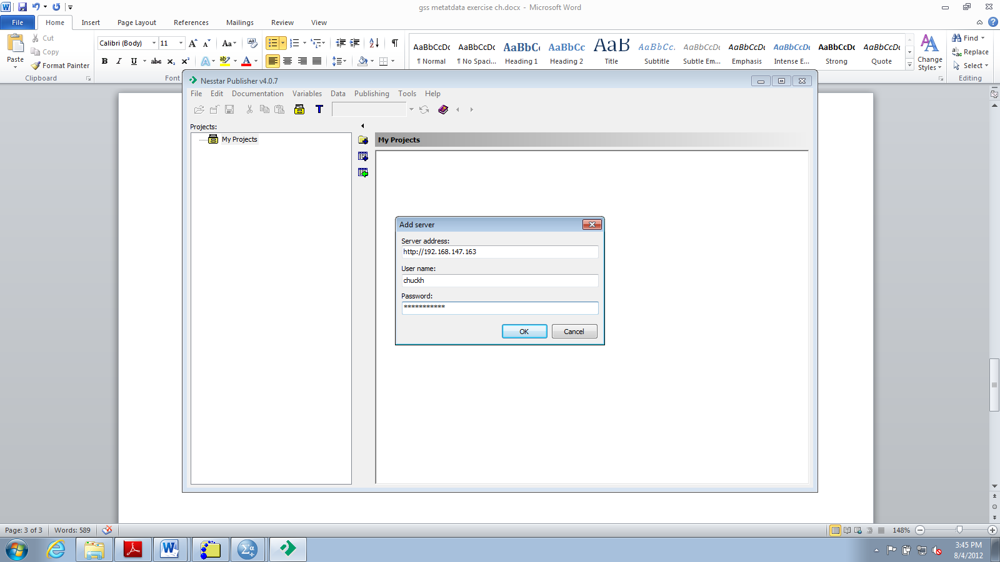 gss metatdata exercise ch.docx - Microsoft Word
File Home Insert Page Layout References Mailings Review View
Paste
Cut
Copy
Format Painter
Clipboard
Calibri (Body) 11
Font
AaBbCcDc AaBbCcDc AaBbCc AaBbCc AaB AaBbCc. AaBbCcDc AaBbCcDc AaBbCcDc AaBbCcDc AaBbCcDc
¶ Normal ¶ No Spaci... Heading 1 Heading 2 Title Subtitle Subtle Em... Emphasis Intense E... Strong Quote
Change
Styles
Find
Replace
Select
Editing
Nesstar Publisher v4.0.7
File Edit Documentation Variables Data Publishing Tools Help
Projects:
My Projects
My Projects
Add server
Server address:
http://192.168.147.163
User name:
chuckh
Password:
***********
OK Cancel
Page: 3 of 3 Words: 589
148%
3:45 PM
8/4/2012